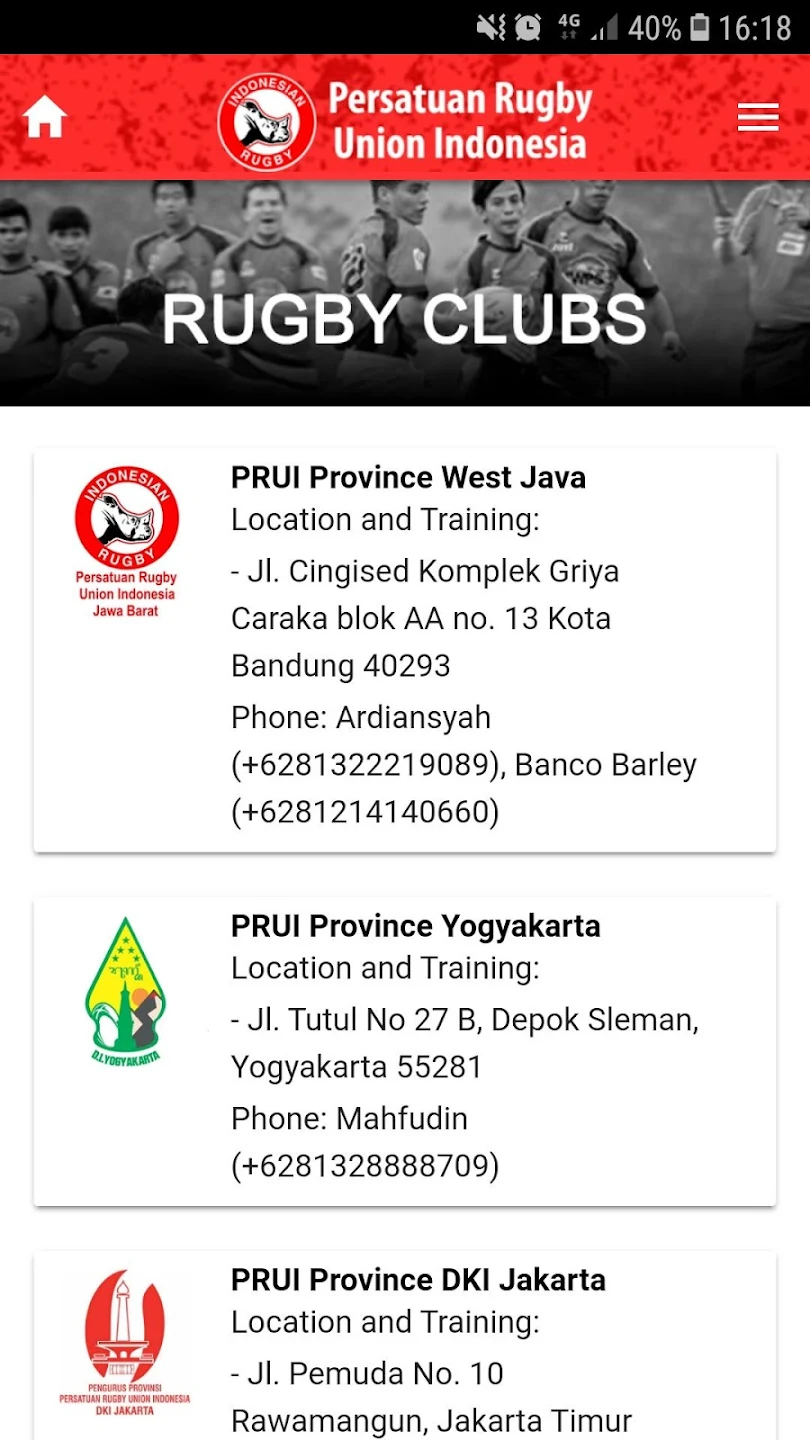 4G 40% 16:18
INDONESIAN
RUGBY
Persatuan Rugby
Union Indonesia
3
RUGBY CLUBS
INDONESIAN
RUGBY
Persatuan Rugby
Union Indonesia
Jawa Barat
PRUI Province West Java
Location and Training:
- Jl. Cingised Komplek Griya
Caraka blok AA no. 13 Kota
Bandung 40293
Phone: Ardiansyah
(+6281322219089), Banco Barley
(+6281214140660)
D.I.YOGYAKARTA
PRUI Province Yogyakarta
Location and Training:
- Jl. Tutul No 27 B, Depok Sleman,
Yogyakarta 55281
Phone: Mahfudin
(+6281328888709)
PENGURUS PROVINSI
PERSATUAN RUGBY UNION INDONESIA
DKI JAKARTA
PRUI Province DKI Jakarta
Location and Training:
- Jl. Pemuda No. 10
Rawamangun, Jakarta Timur